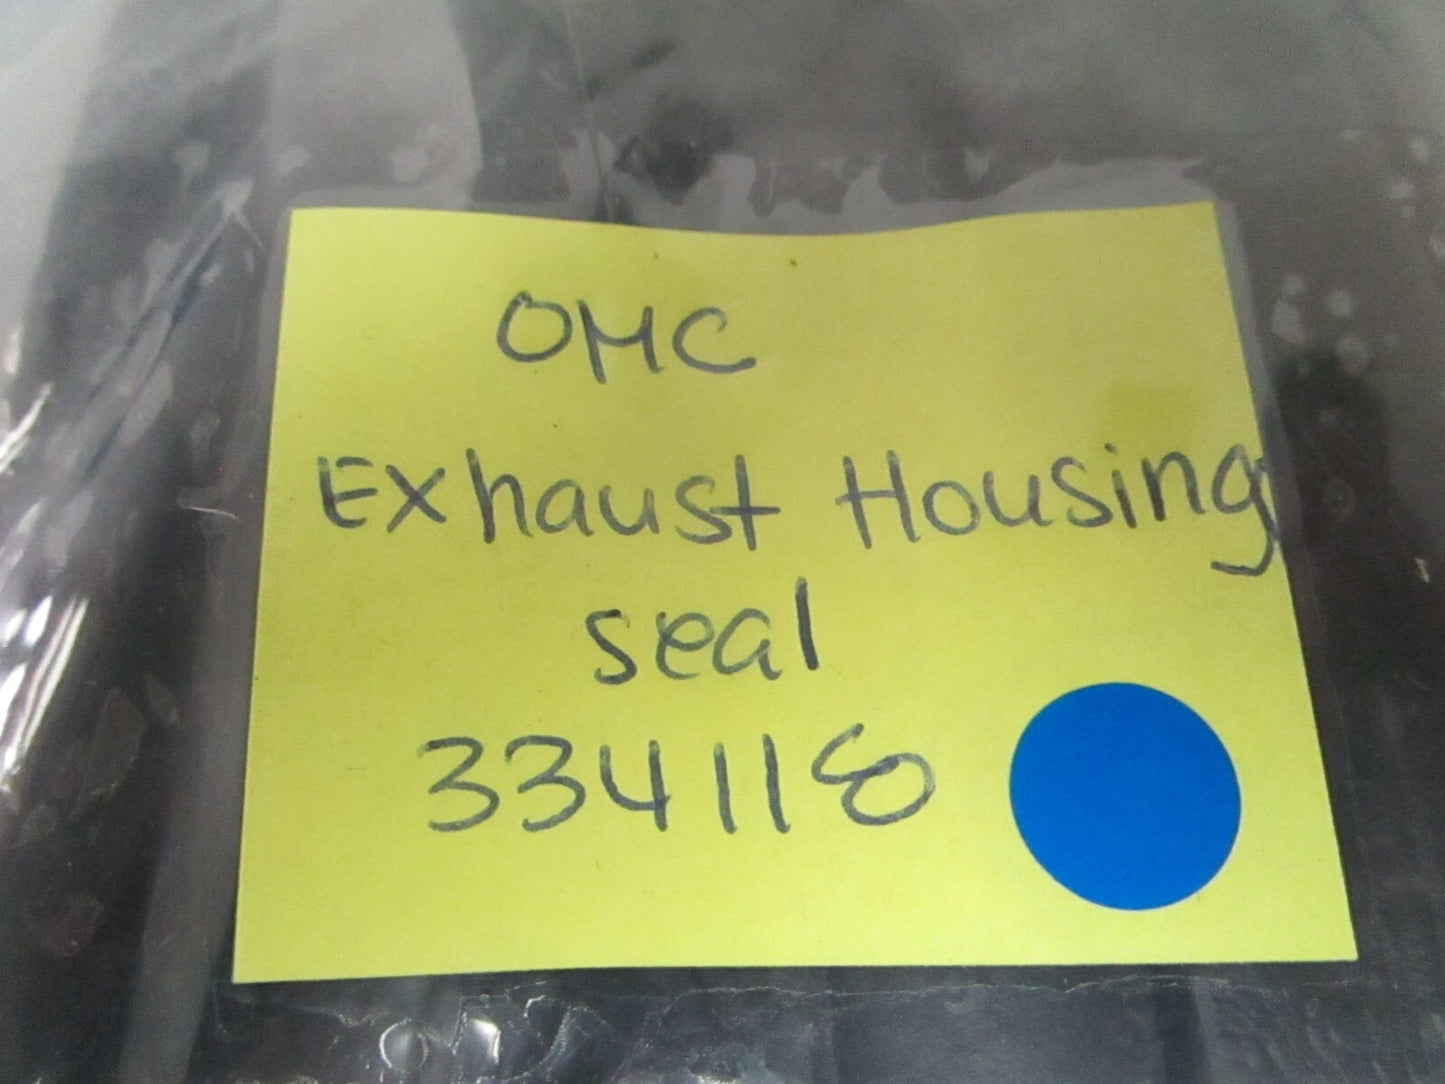 OMC
Exhaust Housing
seal
334118